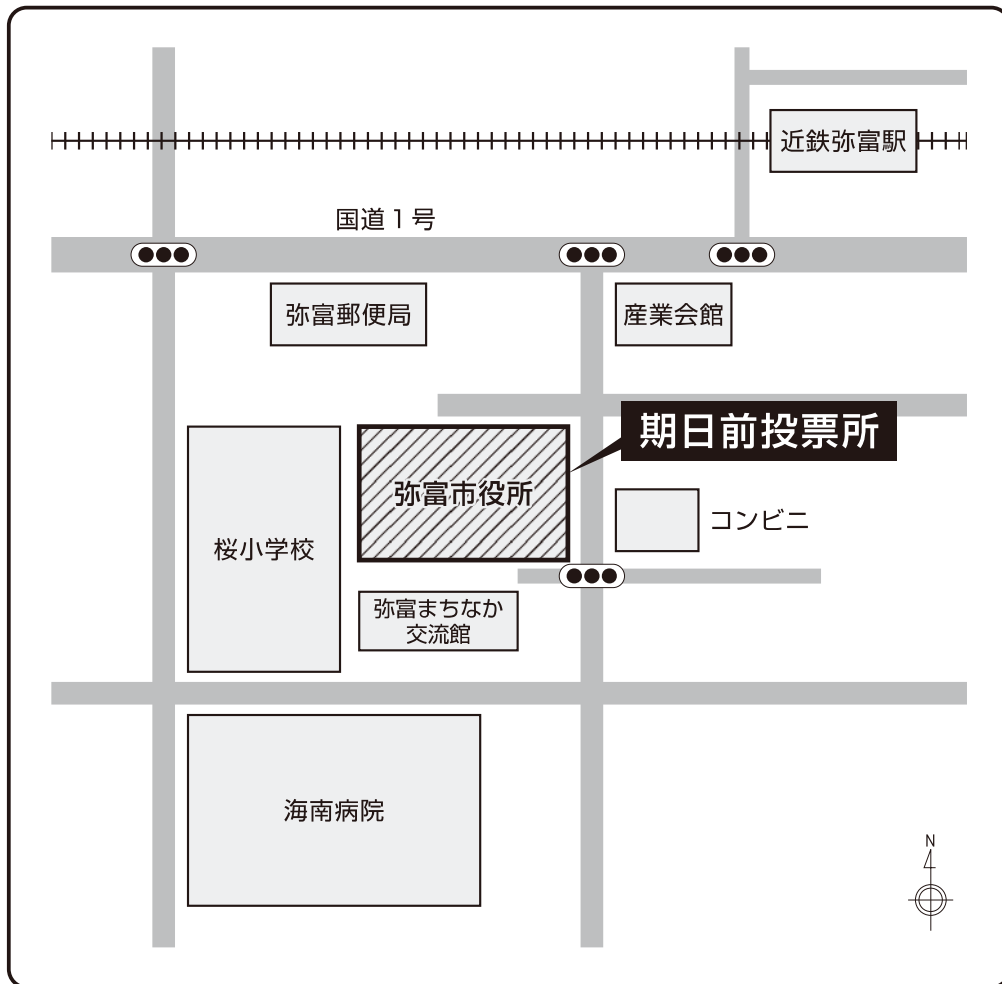 近鉄弥富駅
国道1号
弥富郵便局
産業会館
期日前投票所
弥富市役所
コンビニ
桜小学校
弥富まちなか
交流館
海南病院
N